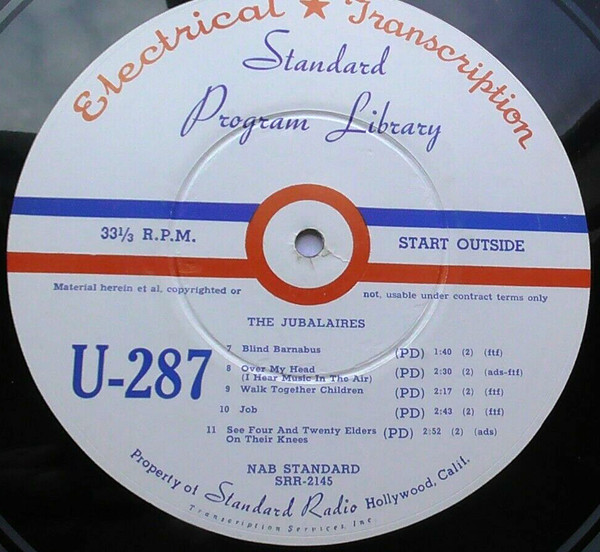 Electrical ★ Transcription
Standard
Program Library
33⅓ R.P.M.
START OUTSIDE
Material herein et al, copyrighted or not, usable under contract terms only
THE JUBALAIRES
U-287
7 Blind Barnabus (PD) 1:40 (2) (ftf)
8 Over My Head (PD) 2:30 (2) (ads-ftf)
(I Hear Music In The Air)
9 Walk Together Children (PD) 2:17 (2) (ftf)
10 Job (PD) 2:43 (2) (ftf)
11 See Four And Twenty Elders (PD) 2:52 (2) (ads)
On Their Knees
NAB STANDARD
SRR-2145
Property of Standard Radio Hollywood, Calif.
Transcription Services, Inc.